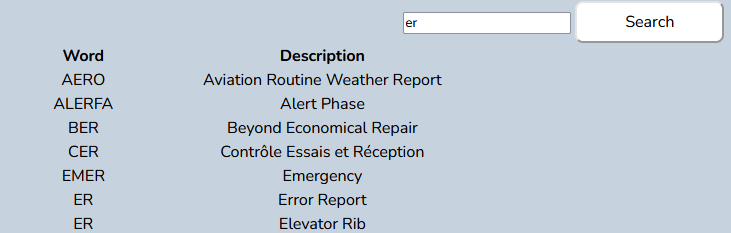 er Search
Word Description
AERO Aviation Routine Weather Report
ALERFA Alert Phase
BER Beyond Economical Repair
CER Contrôle Essais et Réception
EMER Emergency
ER Error Report
ER Elevator Rib